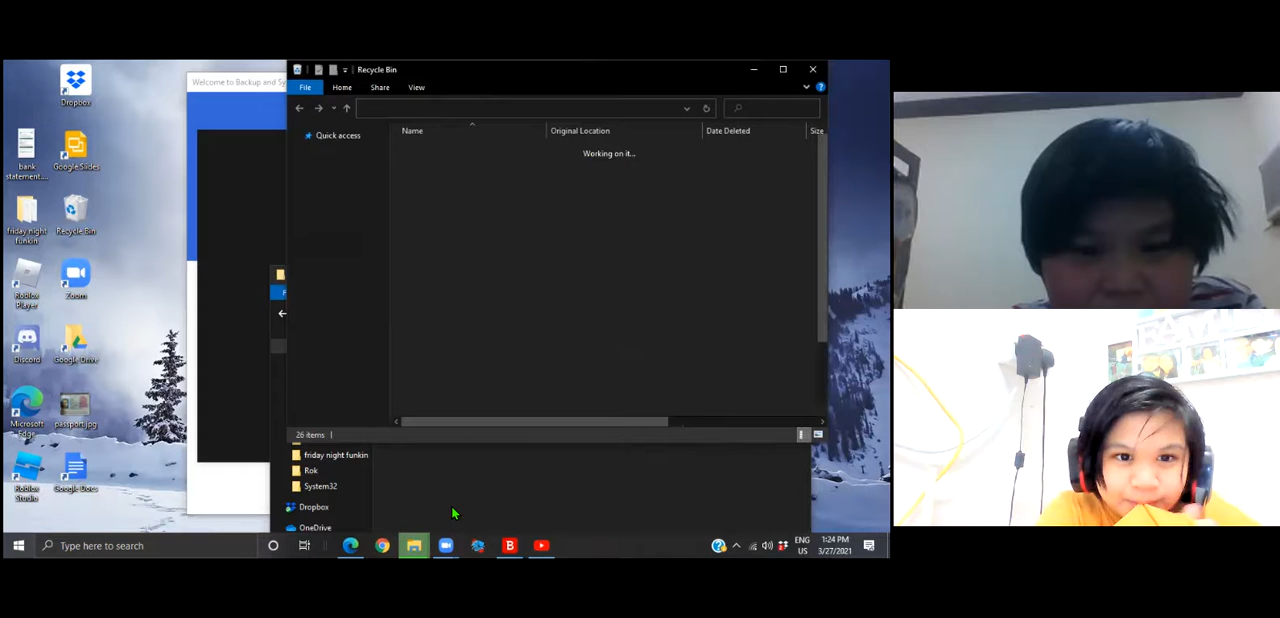 Dropbox
bank
statement....
Google Slides
friday night
funkin
Recycle Bin
Roblox
Player
Zoom
Discord
Google Drive
Microsoft
Edge
passport.jpg
Roblox
Studio
Google Docs
Welcome to Backup and Sy
Recycle Bin
File
Home
Share
View
Quick access
Name
Original Location
Date Deleted
Size
Working on it...
26 items
friday night funkin
Rok
System32
Dropbox
OneDrive
Type here to search
ENG
US
1:24 PM
3/27/2021